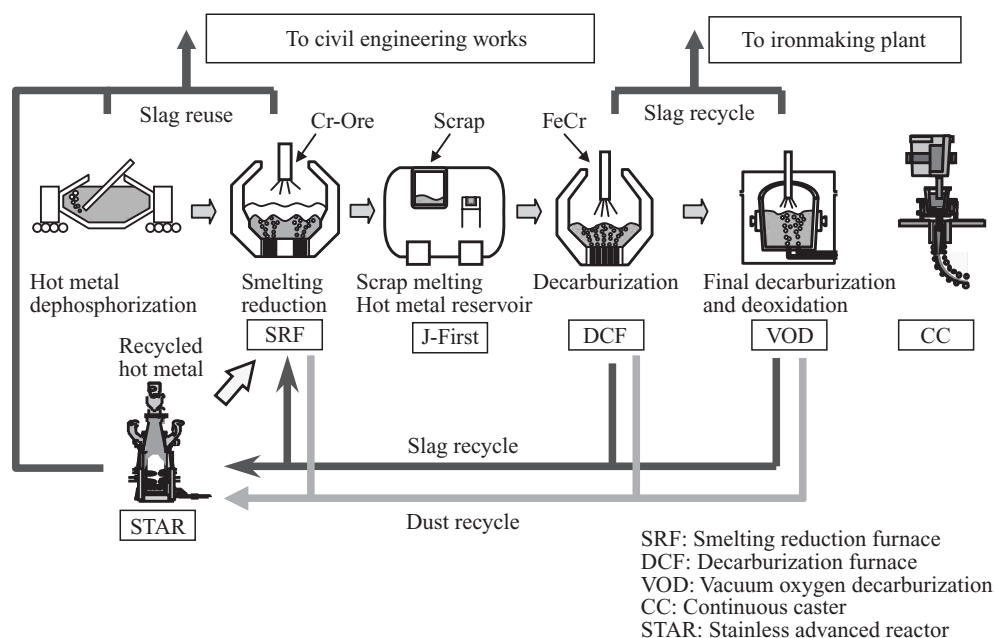 To civil engineering works
To ironmaking plant
Slag reuse
Slag recycle
Cr-Ore
Scrap
FeCr
Hot metal
dephosphorization
Smelting
reduction
Scrap melting
Hot metal reservoir
Decarburization
Final decarburization
and deoxidation
SRF
J-First
DCF
VOD
CC
Recycled
hot metal
Slag recycle
Dust recycle
STAR
SRF: Smelting reduction furnace
DCF: Decarburization furnace
VOD: Vacuum oxygen decarburization
CC: Continuous caster
STAR: Stainless advanced reactor